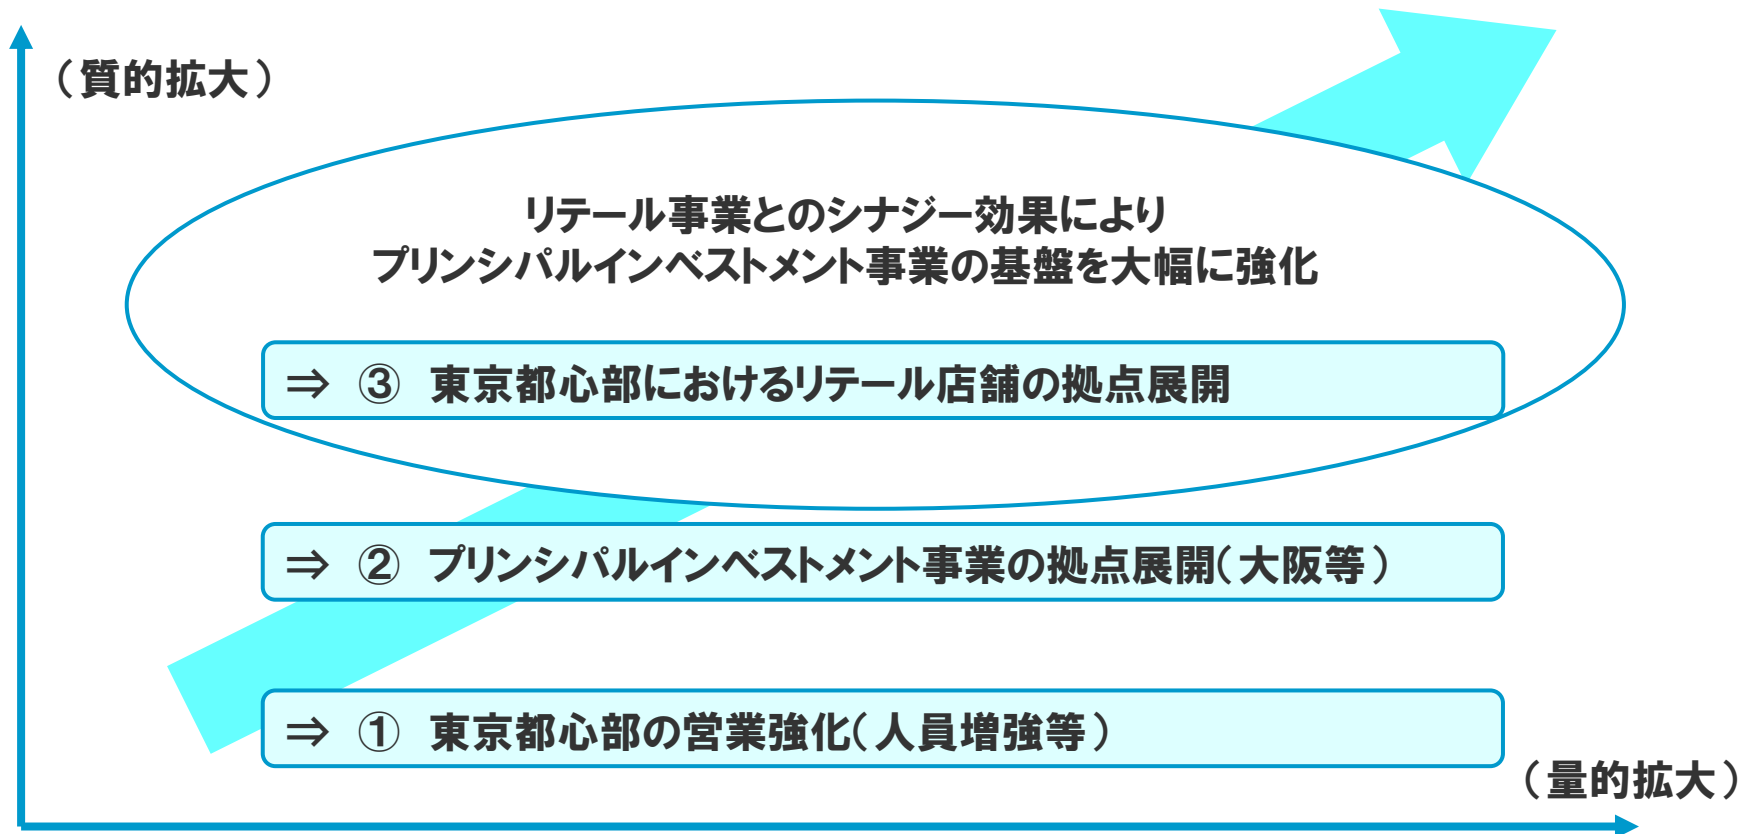 （質的拡大）
リテール事業とのシナジー効果により
プリンシパルインベストメント事業の基盤を大幅に強化
⇒ ③ 東京都心部におけるリテール店舗の拠点展開
⇒ ② プリンシパルインベストメント事業の拠点展開（大阪等）
⇒ ① 東京都心部の営業強化（人員増強等）
（量的拡大）